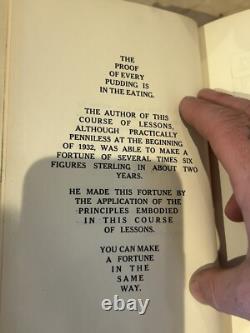 THE
PROOF
OF EVERY
PUDDING IS
IN THE EATING.
THE AUTHOR OF THIS
COURSE OF LESSONS,
ALTHOUGH PRACTICALLY
PENNILESS AT THE BEGINNING
OF 1932, WAS ABLE TO MAKE A
FORTUNE OF SEVERAL TIMES SIX
FIGURES STERLING IN ABOUT TWO
YEARS.
HE MADE THIS FORTUNE BY
THE APPLICATION OF THE
PRINCIPLES EMBODIED
IN THIS COURSE
OF LESSONS.
YOU CAN MAKE
A FORTUNE
IN THE
SAME
WAY.
worthpoint